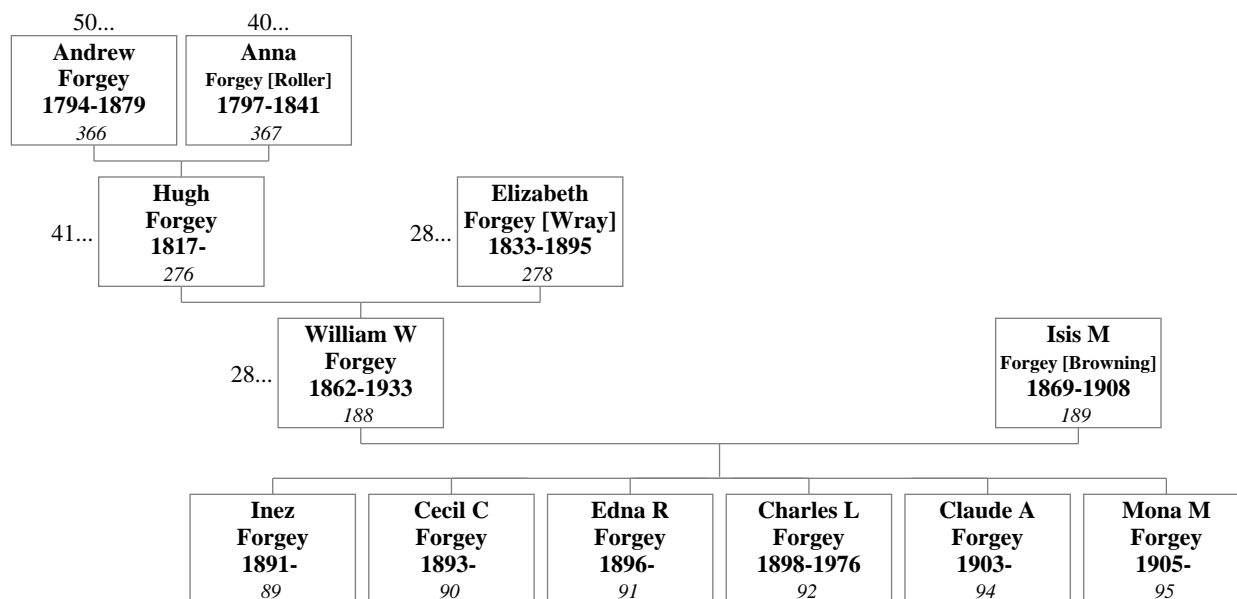 50...
40...
Andrew
Forgey
1794-1879
366
Anna
Forgey [Roller]
1797-1841
367
41...
Hugh
Forgey
1817-
276
28...
Elizabeth
Forgey [Wray]
1833-1895
278
28...
William W
Forgey
1862-1933
188
Isis M
Forgey [Browning]
1869-1908
189
Inez
Forgey
1891-
89
Cecil C
Forgey
1893-
90
Edna R
Forgey
1896-
91
Charles L
Forgey
1898-1976
92
Claude A
Forgey
1903-
94
Mona M
Forgey
1905-
95